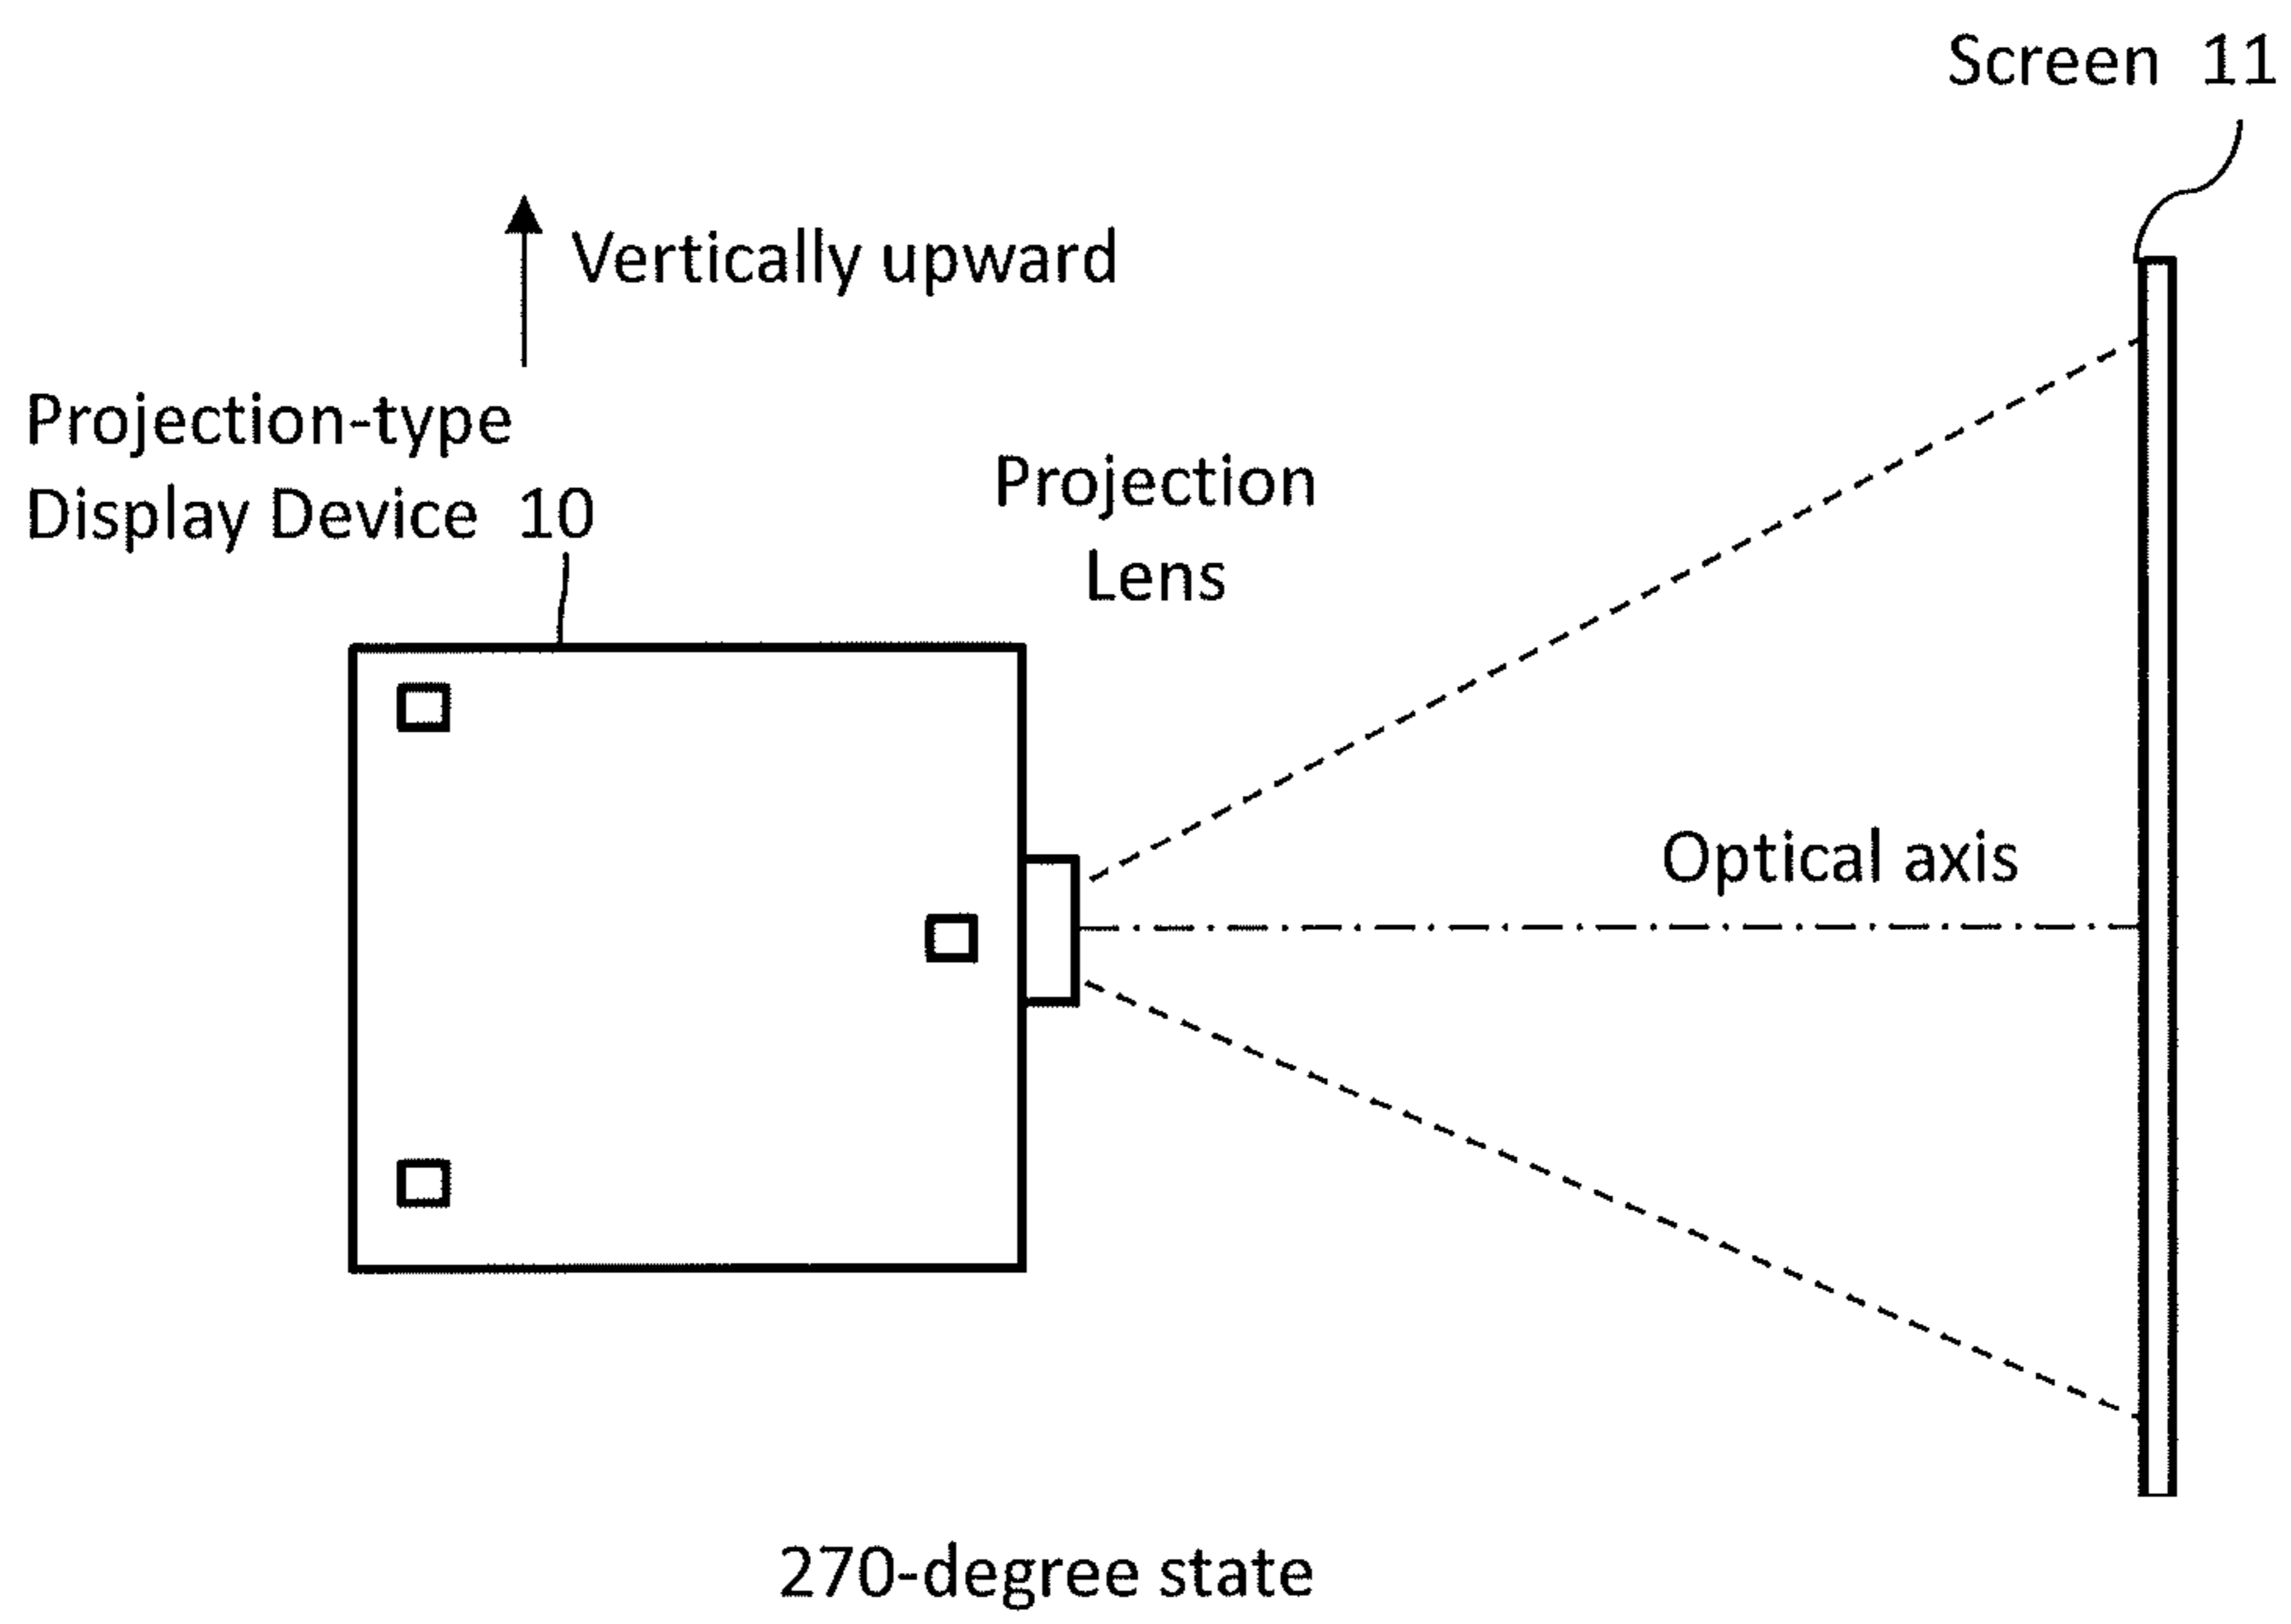 Screen 11
Vertically upward
Projection-type
Display Device 10
Projection
Lens
Optical axis
270-degree state